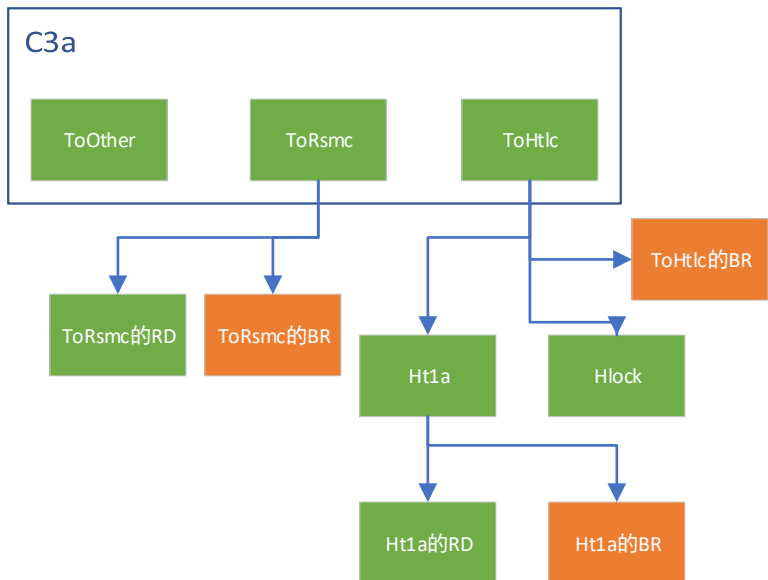 C3a
ToOther
ToRsmc
ToHtlc
ToHtlc的BR
ToRsmc的RD
ToRsmc的BR
Ht1a
Hlock
Ht1a的RD
Ht1a的BR